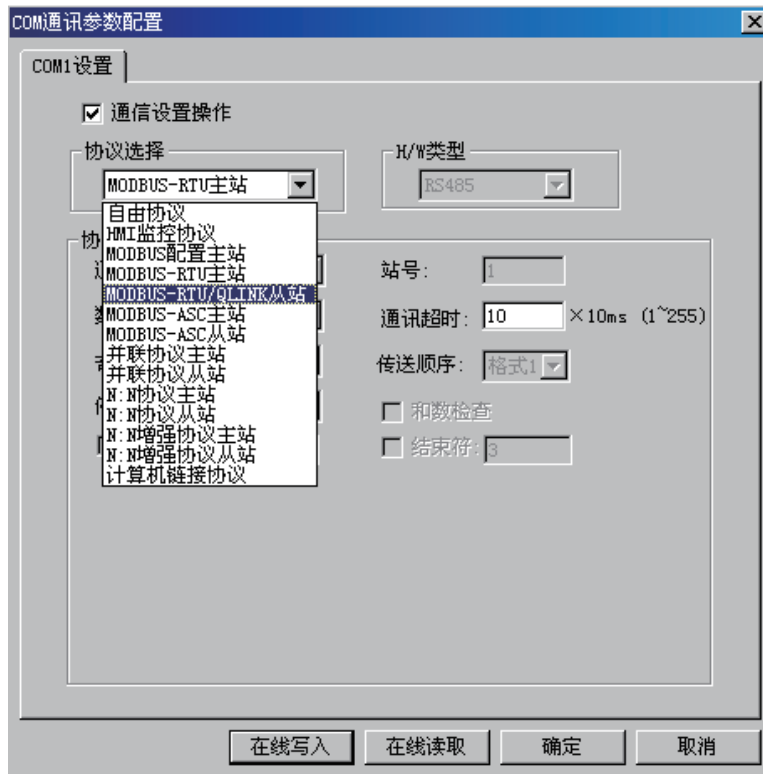 COM通讯参数配置
COM1设置
通信设置操作
协议选择
H/W类型
MODBUS-RTU主站
RS485
自由协议
HMI监控协议
MODBUS配置主站
MODBUS-RTU主站
MODBUS-RTU/QLINK从站
MODBUS-ASC主站
MODBUS-ASC从站
并联协议主站
并联协议从站
N:N协议主站
N:N协议从站
N:N增强协议主站
N:N增强协议从站
计算机链接协议
协
站号: 1
通讯超时: 10 ×10ms (1~255)
传送顺序: 格式1
和数检查
结束符: 3
在线写入
在线读取
确定
取消